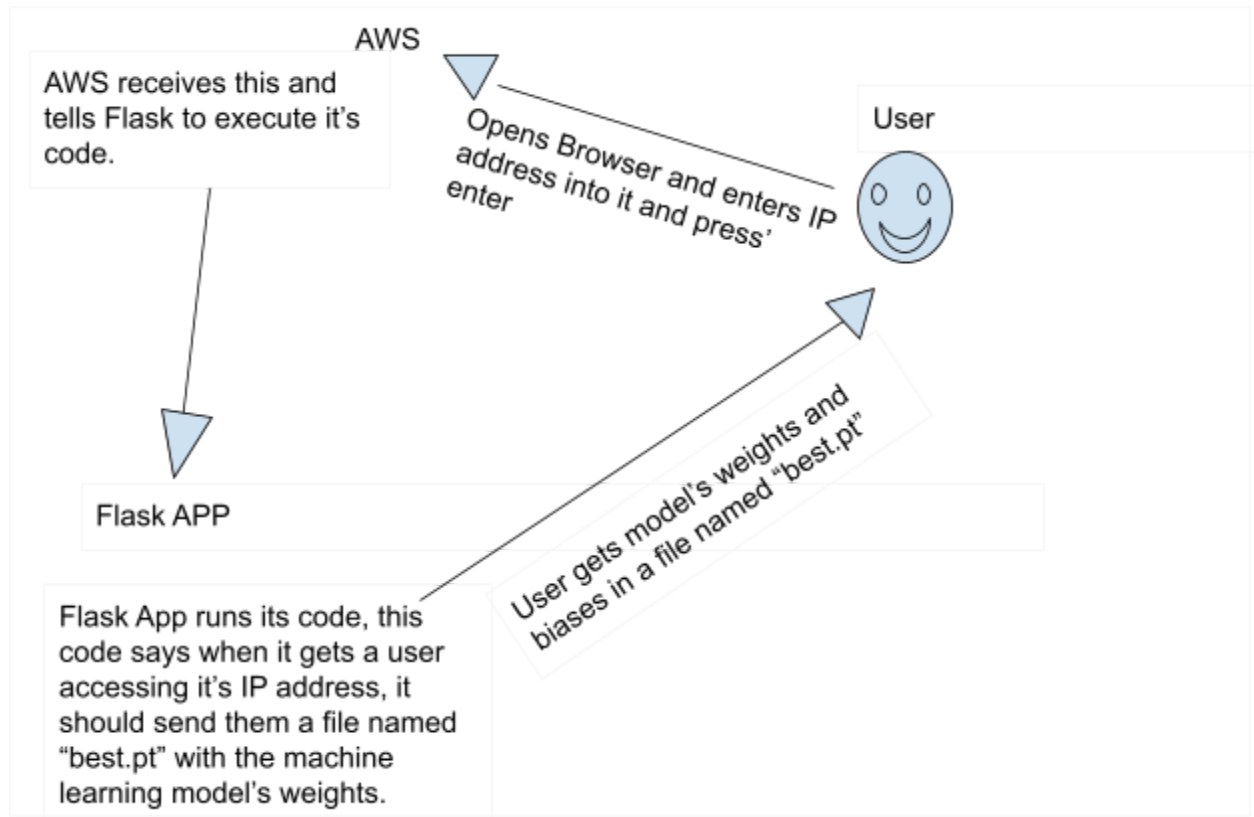 AWS
AWS receives this and
tells Flask to execute it’s
code.
Opens Browser and enters IP
address into it and press’
enter
User
Flask APP
User gets model’s weights and
biases in a file named “best.pt”
Flask App runs its code, this
code says when it gets a user
accessing it’s IP address, it
should send them a file named
“best.pt” with the machine
learning model’s weights.